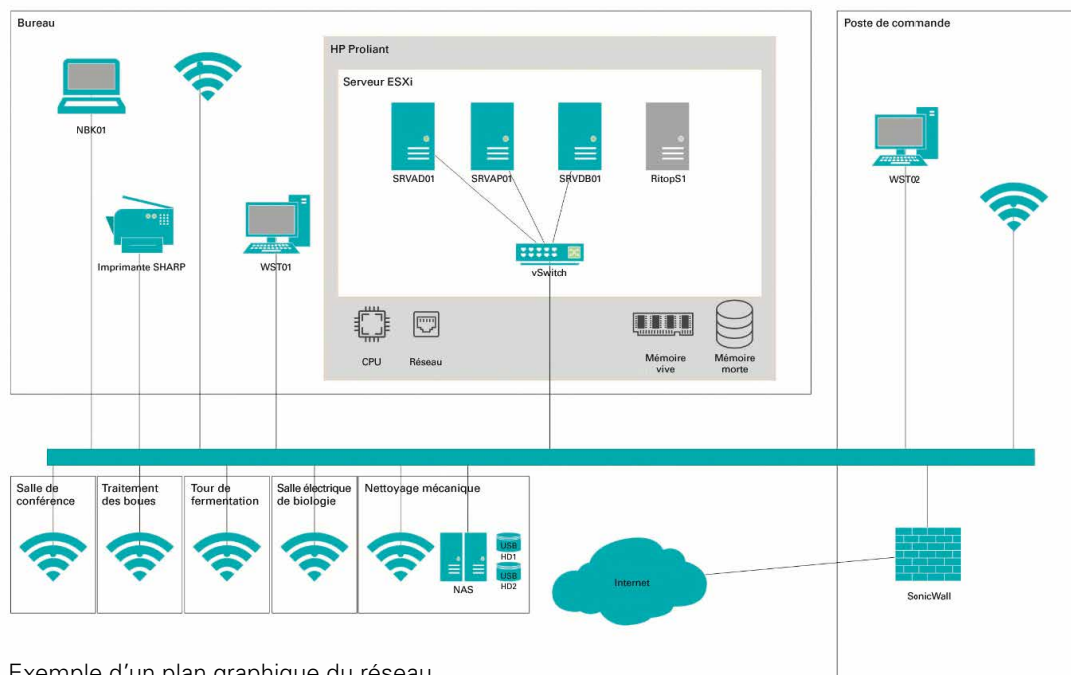 Bureau
Poste de commande
HP Proliant
Serveur ESXi
NBK01
SRVAD01
SRVAP01
SRVDB01
RitopS1
WST02
Imprimante SHARP
WST01
vSwitch
CPU
Réseau
Mémoire
vive
Mémoire
morte
Salle de
conférence
Traitement
des boues
Tour de
fermentation
Salle électrique
de biologie
Nettoyage mécanique
USB
HD1
USB
HD2
NAS
Internet
SonicWall
Exemple d'un plan graphique du réseau